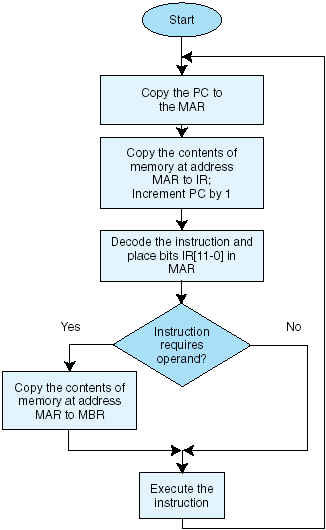 Start
Copy the PC to
the MAR
Copy the contents of
memory at address
MAR to IR;
Increment PC by 1
Decode the instruction and
place bits IR[11-0] in
MAR
Instruction
requires
operand?
Yes
No
Copy the contents of
memory at address
MAR to MBR
Execute the
instruction